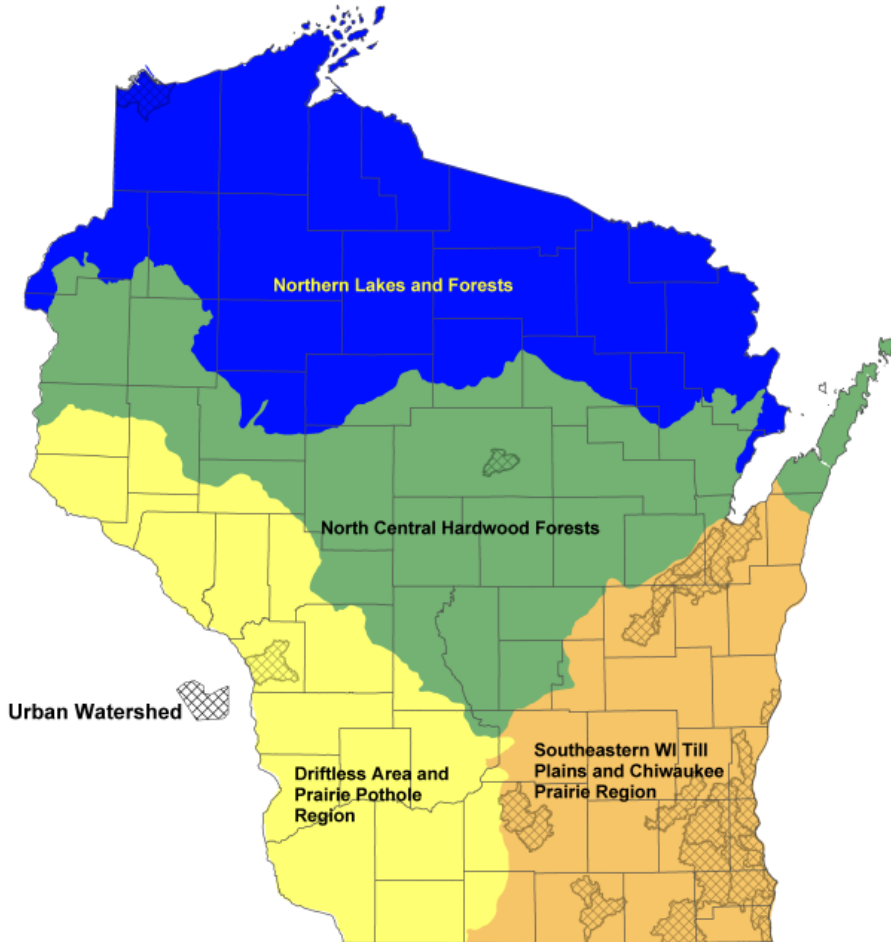 Northern Lakes and Forests
North Central Hardwood Forests
Urban Watershed
Driftless Area and
Prairie Pothole
Region
Southeastern WI Till
Plains and Chiwaukee
Prairie Region